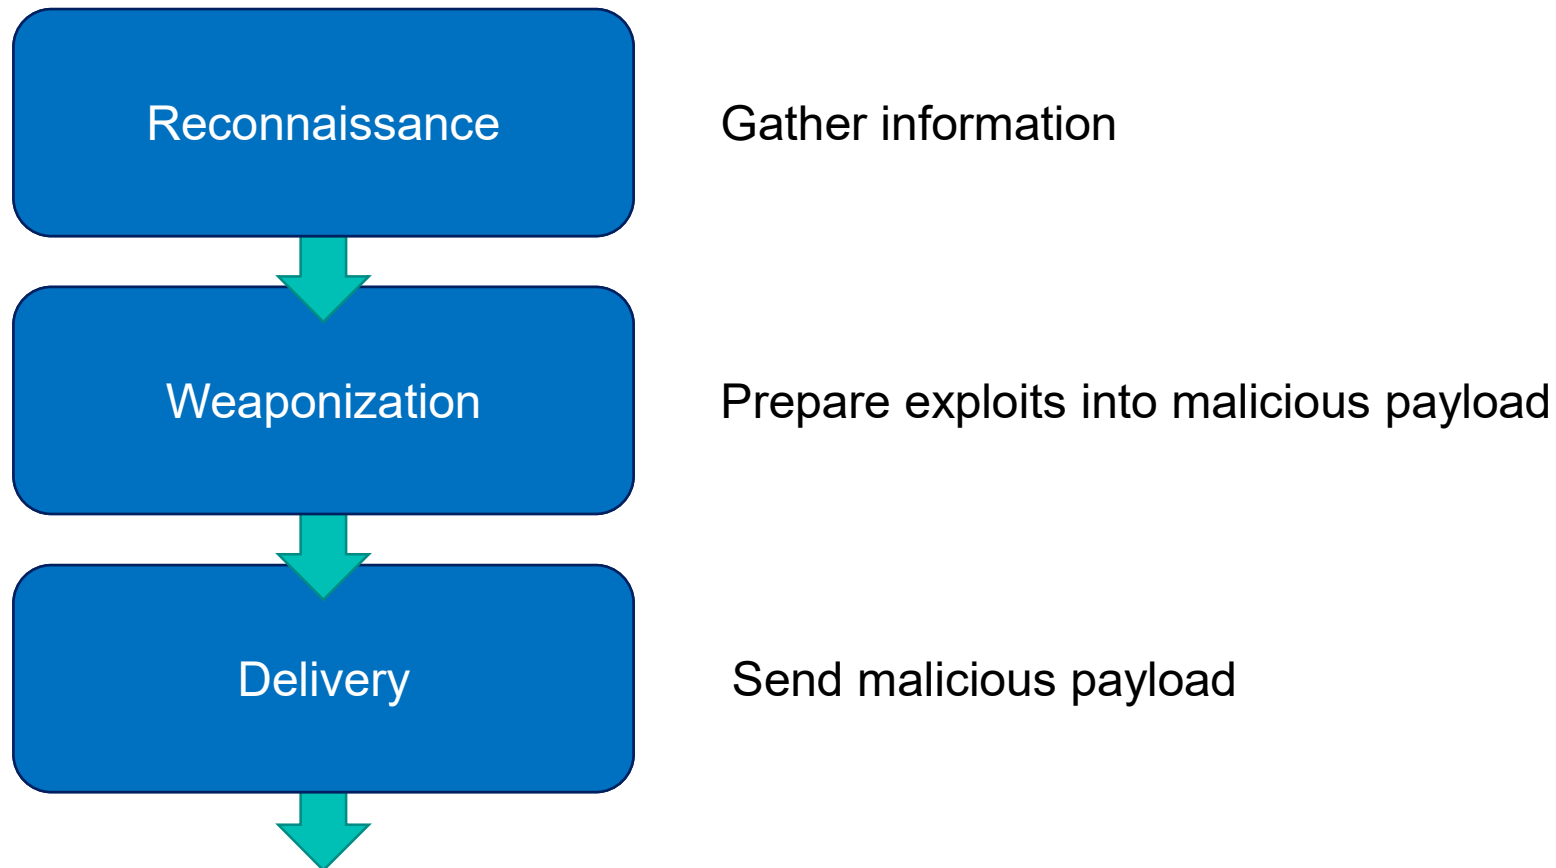 Reconnaissance
Gather information
Weaponization
Prepare exploits into malicious payload
Delivery
Send malicious payload